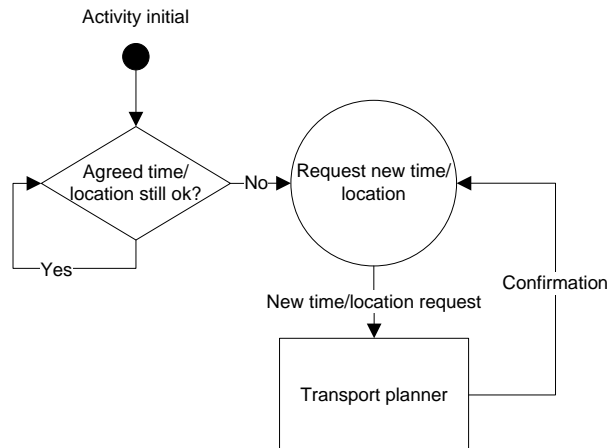 Activity initial
Agreed time/
location still ok?
No
Request new time/
location
Yes
New time/location request
Confirmation
Transport planner